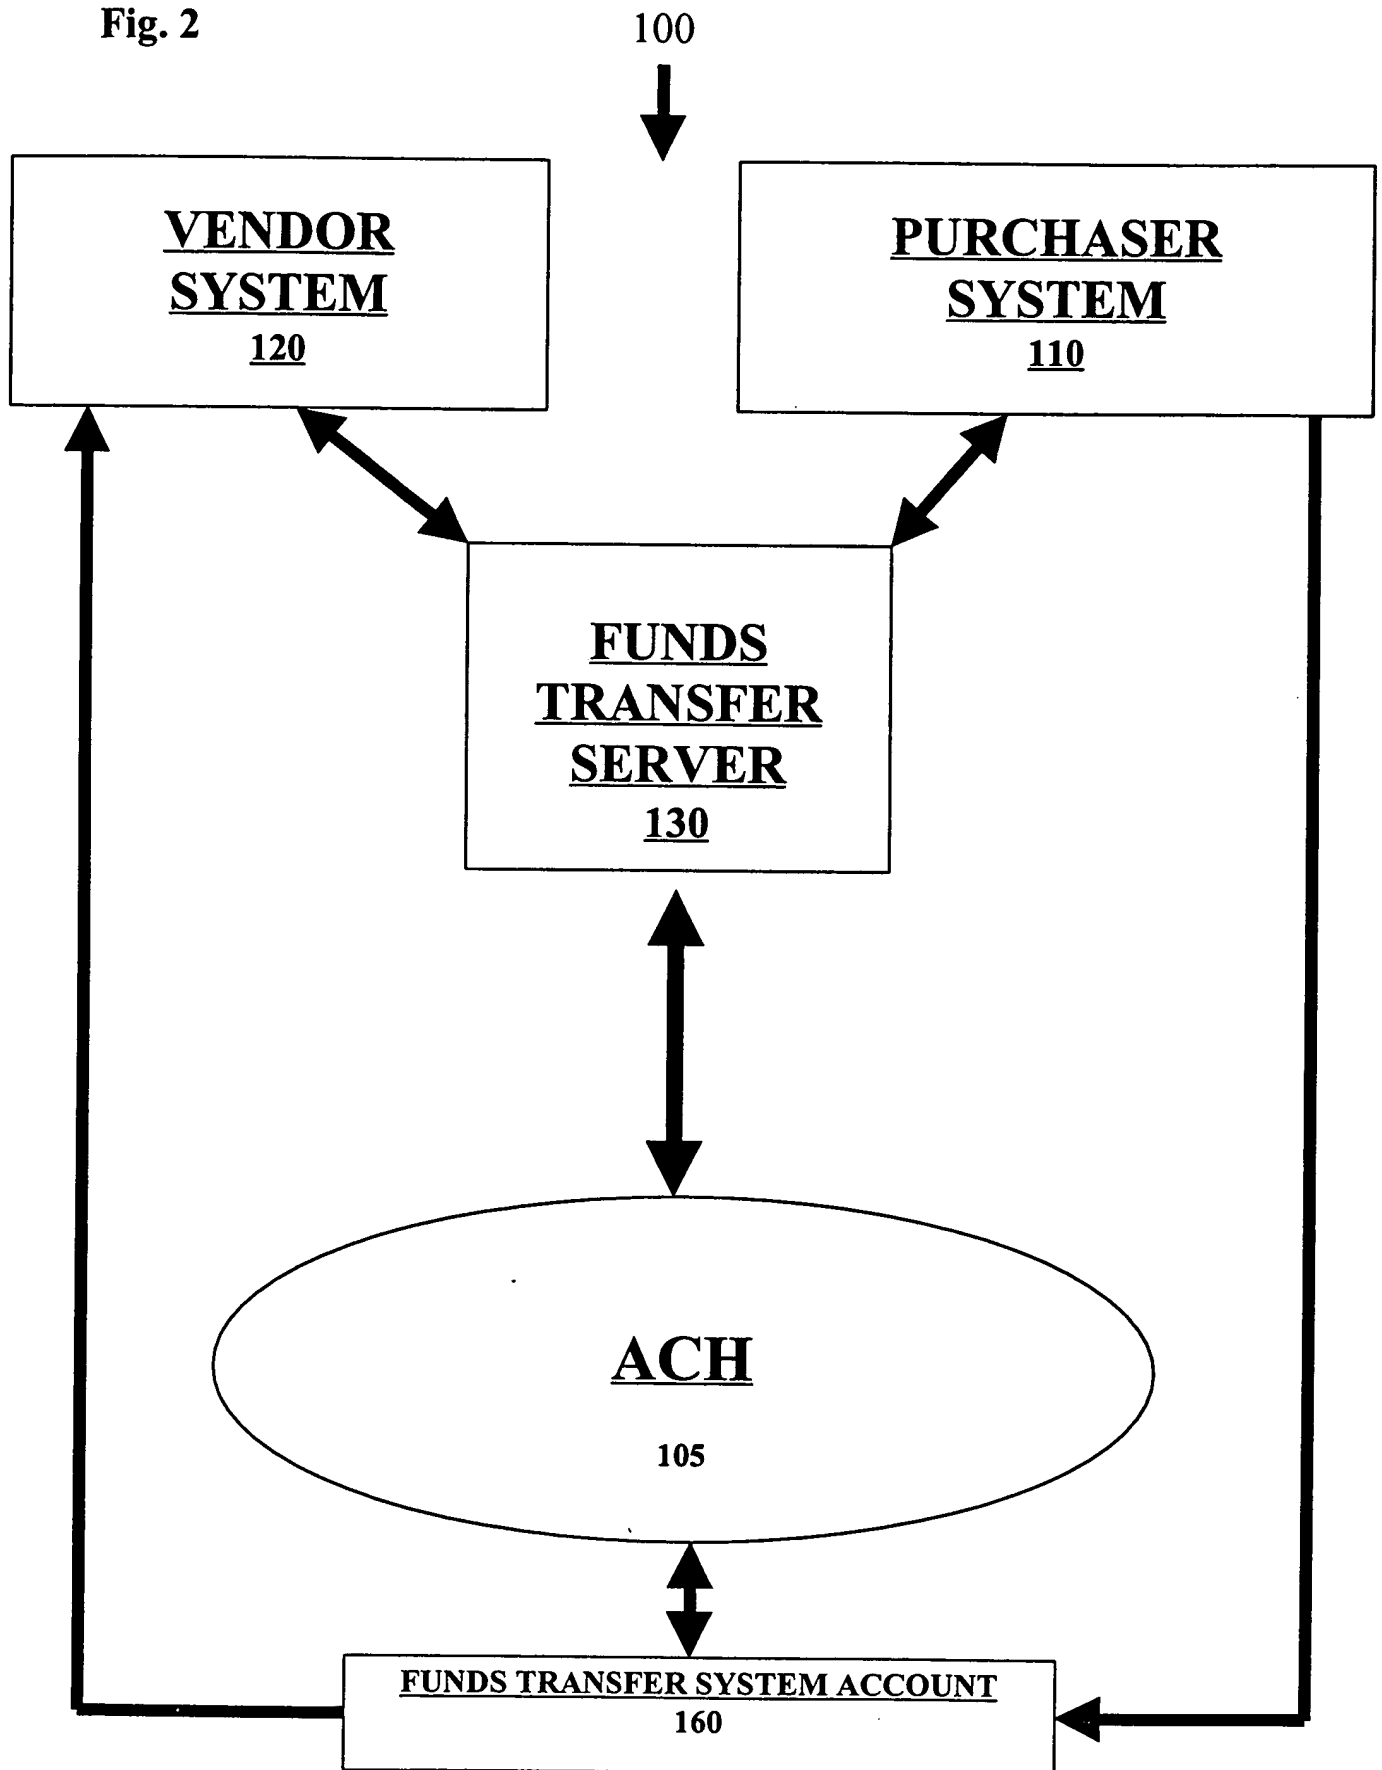 Fig. 2
100
VENDOR
SYSTEM
120
PURCHASER
SYSTEM
110
FUNDS
TRANSFER
SERVER
130
ACH
105
FUNDS TRANSFER SYSTEM ACCOUNT
160